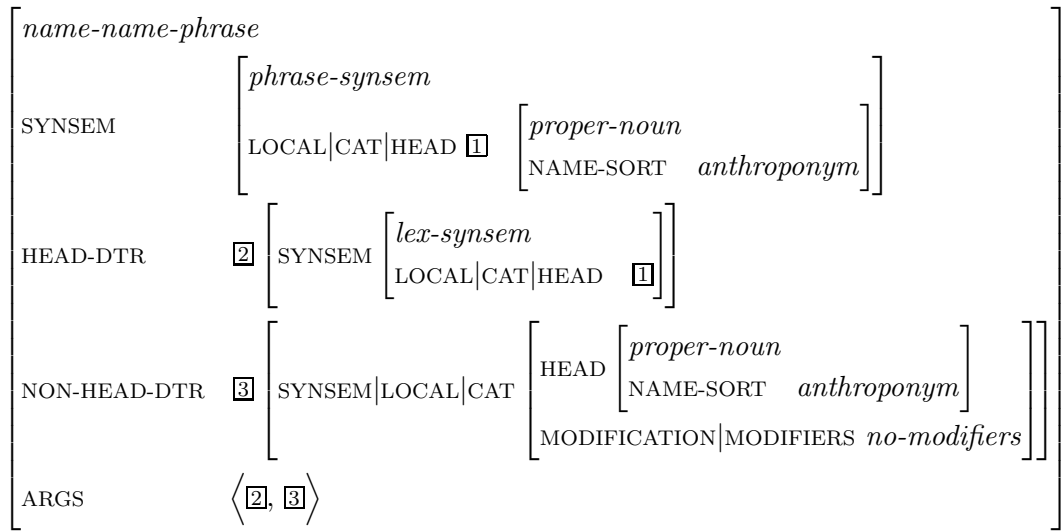 name-name-phrase
phrase-synsem
SYNSEM
LOCAL|CAT|HEAD 1
proper-noun
NAME-SORT anthroponym
HEAD-DTR 2
SYNSEM
lex-synsem
LOCAL|CAT|HEAD 1
NON-HEAD-DTR 3
SYNSEM|LOCAL|CAT
HEAD
proper-noun
NAME-SORT anthroponym
MODIFICATION|MODIFIERS no-modifiers
ARGS ⟨2, 3⟩